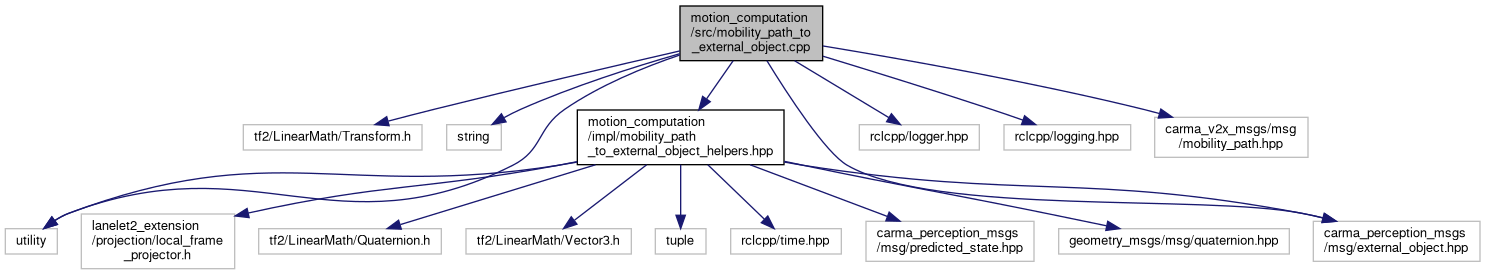 motion_computation
/src/mobility_path_to
_external_object.cpp
tf2/LinearMath/Transform.h
string
motion_computation
/impl/mobility_path
_to_external_object_helpers.hpp
rclcpp/logger.hpp
rclcpp/logging.hpp
carma_v2x_msgs/msg
/mobility_path.hpp
utility
lanelet2_extension
/projection/local_frame
_projector.h
tf2/LinearMath/Quaternion.h
tf2/LinearMath/Vector3.h
tuple
rclcpp/time.hpp
carma_perception_msgs
/msg/predicted_state.hpp
geometry_msgs/msg/quaternion.hpp
carma_perception_msgs
/msg/external_object.hpp